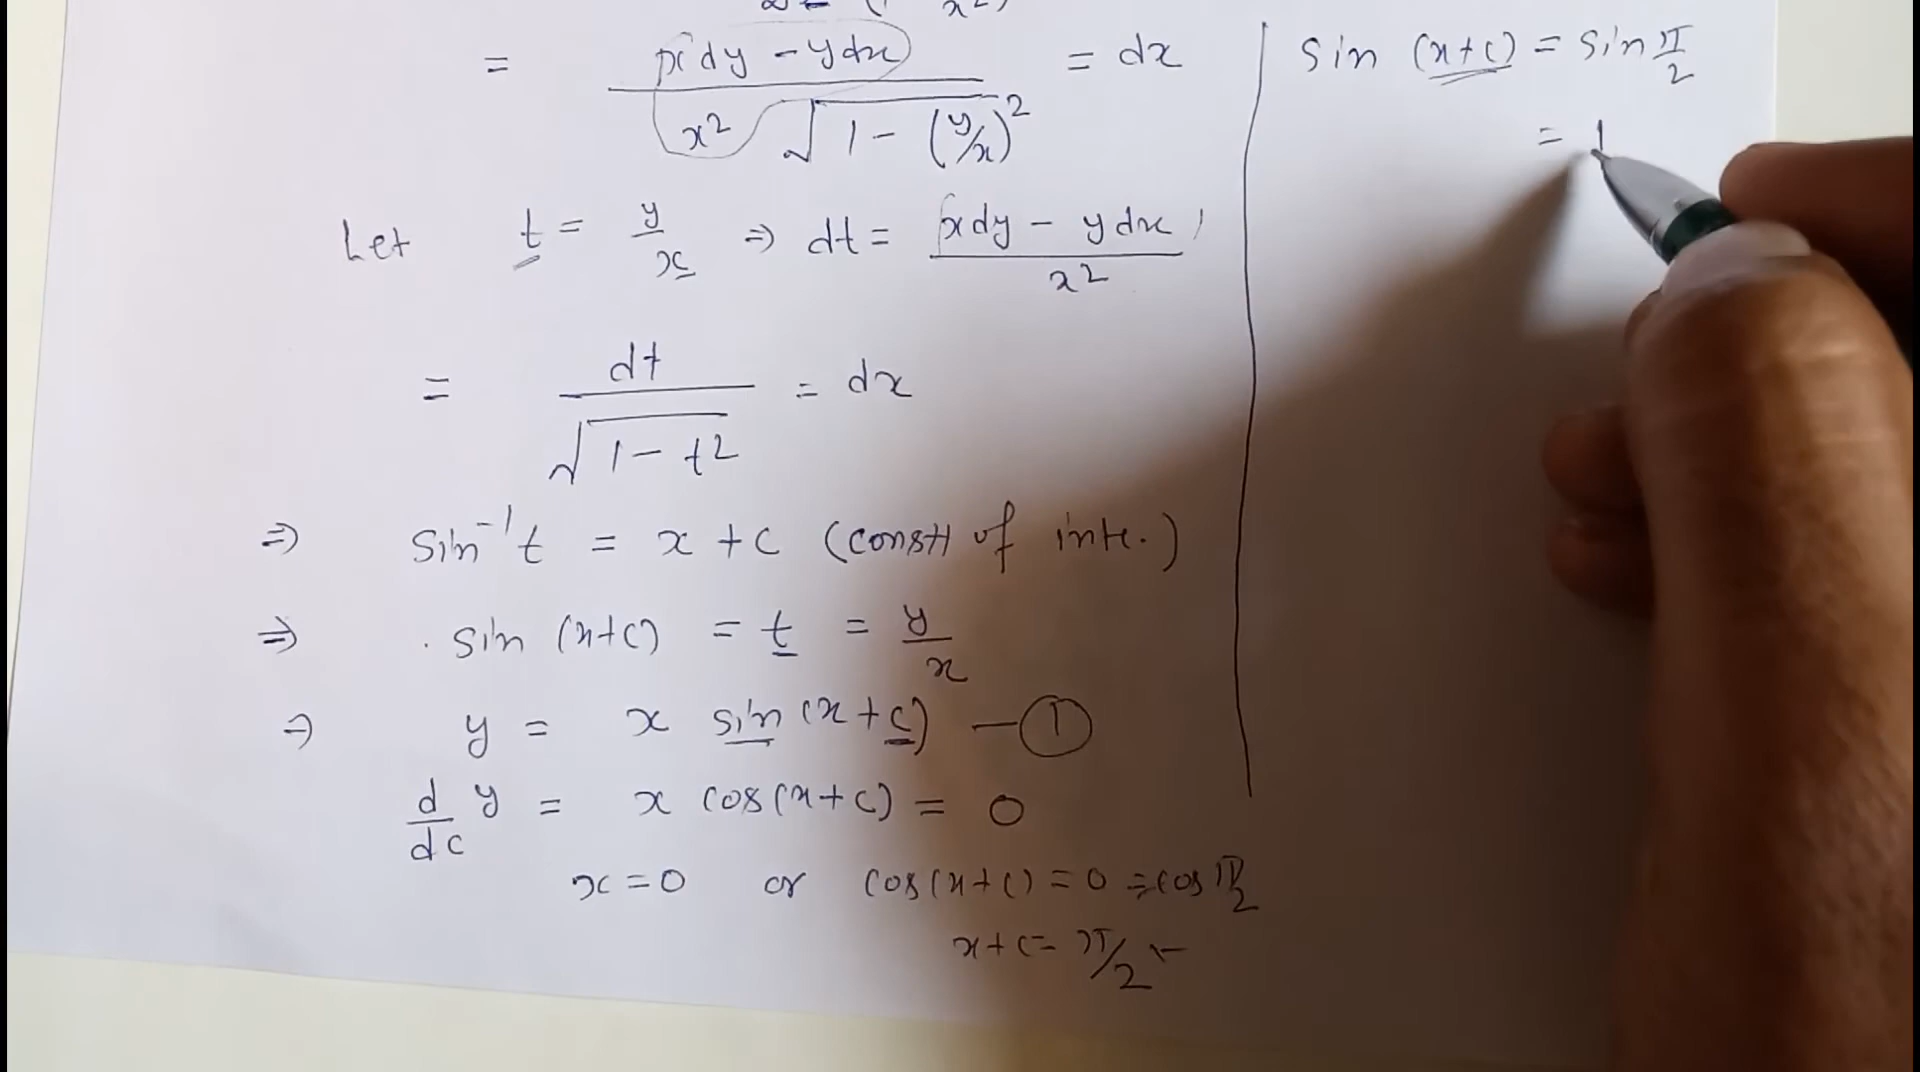 = x dy - y dx / x² √1 - (y/x)² = dx
Let t = y/x ⇒ dt = x dy - y dx / x²
= dt / √1 - t² = dx
⇒ sin⁻¹ t = x + c (constt of inte.)
⇒ . sin (x+c) = t = y/x
⇒ y = x sin (x+c) — ①
d/dc y = x cos(x+c) = 0
x = 0 or cos(x+c) = 0 = cos π/2
x+c = π/2
sin (x+c) = sin π/2
= 1